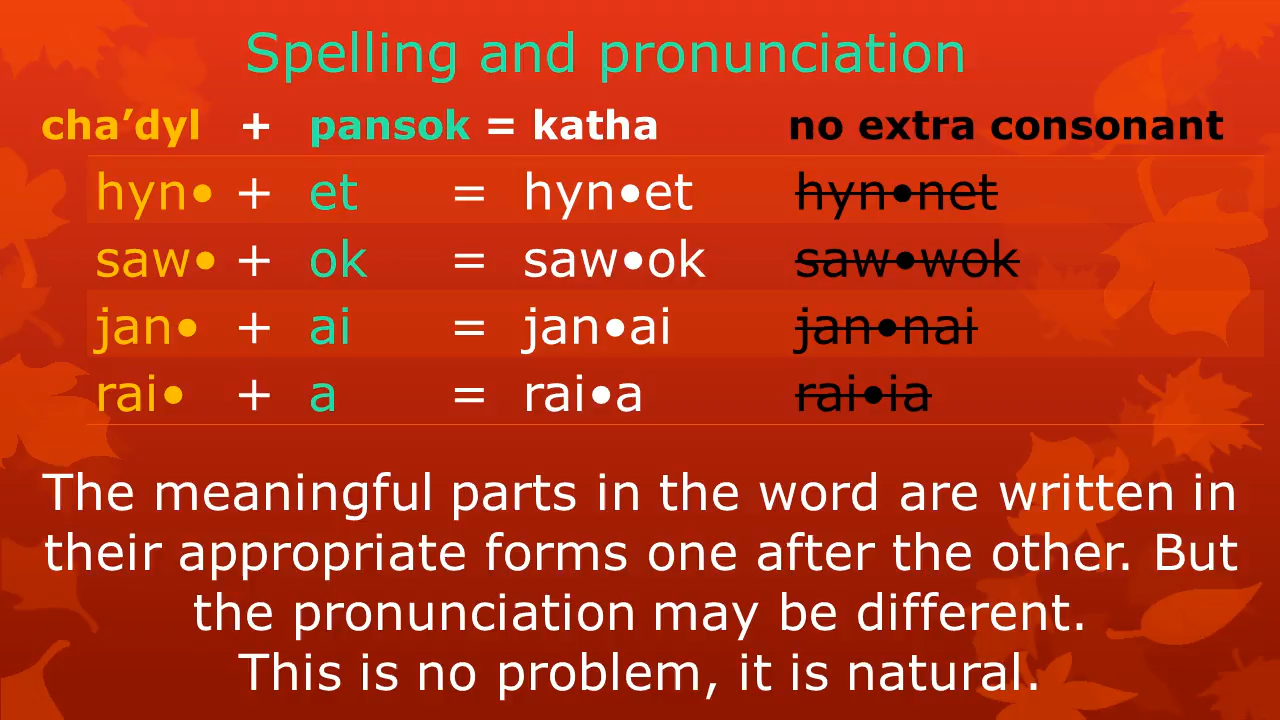 Spelling and pronunciation
cha’dyl + pansok = katha no extra consonant
hyn• + et = hyn•et hyn•net
saw• + ok = saw•ok saw•wok
jan• + ai = jan•ai jan•nai
rai• + a = rai•a rai•ia
The meaningful parts in the word are written in
their appropriate forms one after the other. But
the pronunciation may be different.
This is no problem, it is natural.